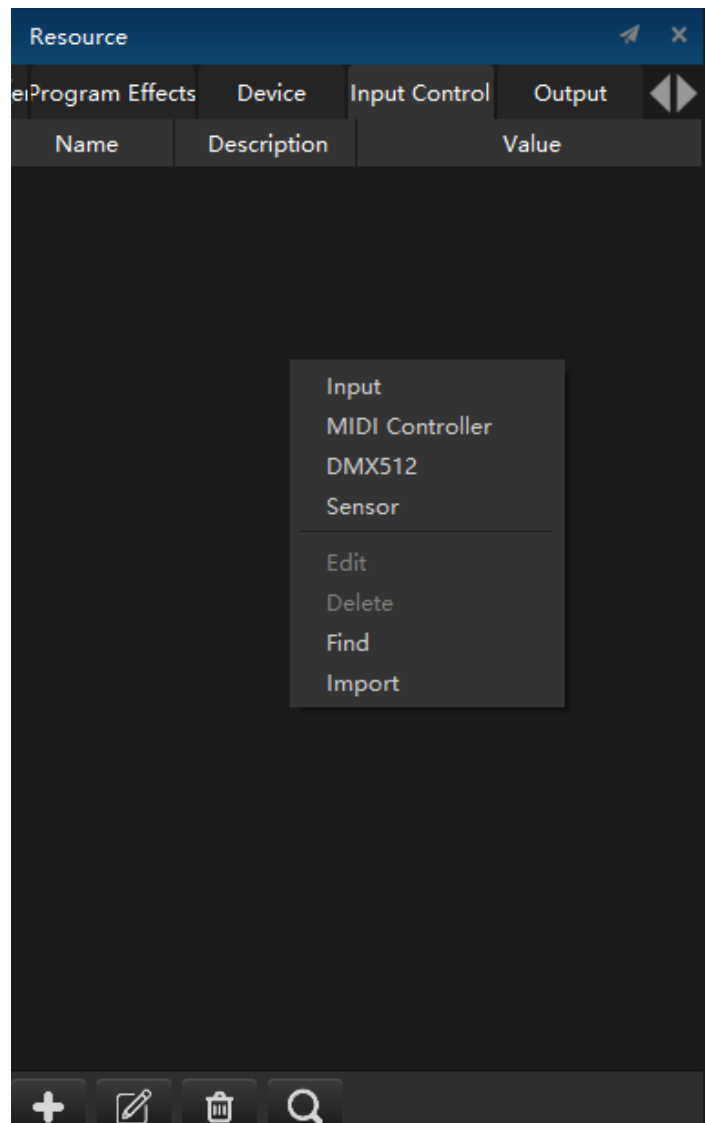 Resource
Program Effects Device Input Control Output
Name Description Value
Input
MIDI Controller
DMX512
Sensor
Edit
Delete
Find
Import